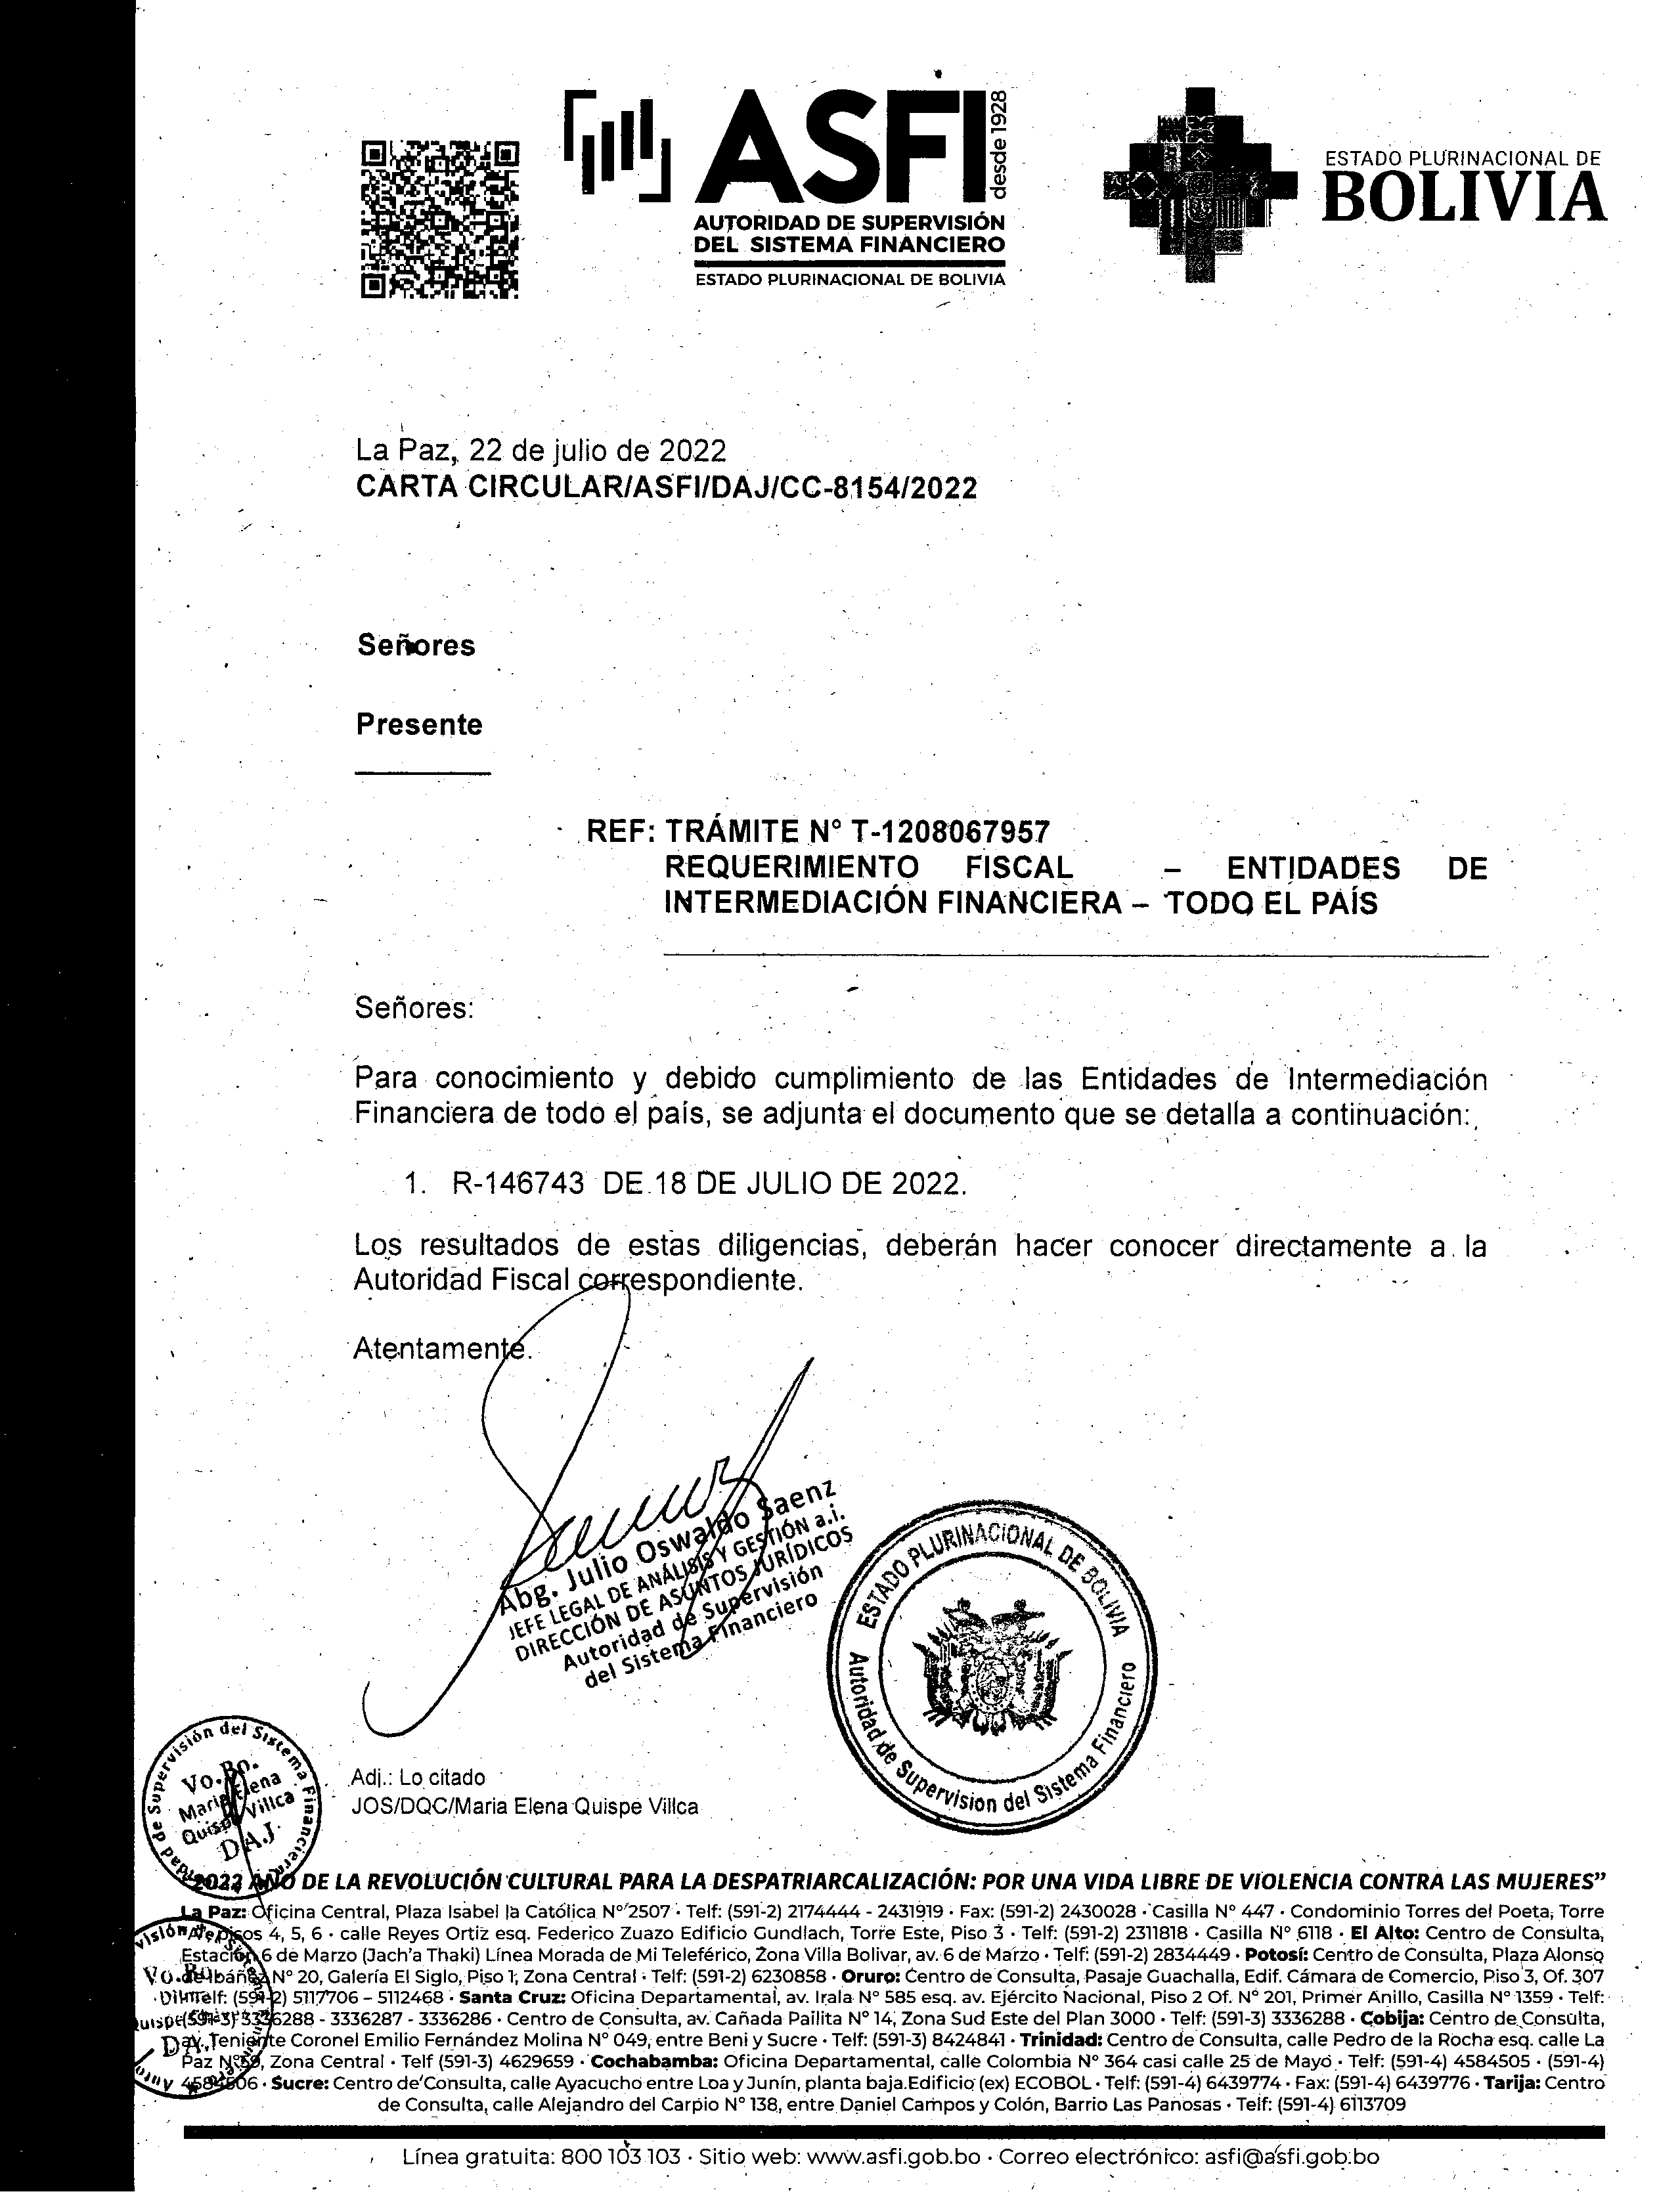 ASFI
desde 1928
AUTORIDAD DE SUPERVISIÓN
DEL SISTEMA FINANCIERO
ESTADO PLURINACIONAL DE BOLIVIA
ESTADO PLURINACIONAL DE
BOLIVIA
La Paz, 22 de julio de 2022
CARTA CIRCULAR/ASFI/DAJ/CC-8154/2022
Señores
Presente
REF: TRÁMITE N° T-1208067957
REQUERIMIENTO FISCAL – ENTIDADES DE
INTERMEDIACIÓN FINANCIERA – TODO EL PAÍS
Señores:
Para conocimiento y debido cumplimiento de las Entidades de Intermediación
Financiera de todo el país, se adjunta el documento que se detalla a continuación:
1. R-146743 DE 18 DE JULIO DE 2022.
Los resultados de estas diligencias, deberán hacer conocer directamente a la
Autoridad Fiscal correspondiente.
Atentamente.
Abg. Julio Oswaldo Saenz
JEFE LEGAL DE ANÁLISIS Y GESTIÓN a.i.
DIRECCIÓN DE ASUNTOS JURÍDICOS
Autoridad de Supervisión
del Sistema Financiero
ESTADO PLURINACIONAL DE BOLIVIA
Autoridad de Supervision del Sistema Financiero
Vo.Bo.
Maria Elena
Quispe Villca
D.A.J.
Adj.: Lo citado
JOS/DQC/Maria Elena Quispe Villca
"2022 AÑO DE LA REVOLUCIÓN CULTURAL PARA LA DESPATRIARCALIZACIÓN: POR UNA VIDA LIBRE DE VIOLENCIA CONTRA LAS MUJERES"
La Paz: Oficina Central, Plaza Isabel la Católica N° 2507 · Telf: (591-2) 2174444 - 2431919 · Fax: (591-2) 2430028 · Casilla N° 447 · Condominio Torres del Poeta, Torre
A, Pisos 4, 5, 6 · calle Reyes Ortiz esq. Federico Zuazo Edificio Gundlach, Torre Este, Piso 3 · Telf: (591-2) 2311818 · Casilla N° 6118 · El Alto: Centro de Consulta,
Estación 6 de Marzo (Jach'a Thaki) Línea Morada de Mi Teleférico, Zona Villa Bolivar, av. 6 de Marzo · Telf: (591-2) 2834449 · Potosí: Centro de Consulta, Plaza Alonso
de Ibáñez N° 20, Galería El Siglo, Piso 1, Zona Central · Telf: (591-2) 6230858 · Oruro: Centro de Consulta, Pasaje Guachalla, Edif. Cámara de Comercio, Piso 3, Of. 307
Telf: (591-2) 5117706 – 5112468 · Santa Cruz: Oficina Departamental, av. Irala N° 585 esq. av. Ejército Nacional, Piso 2 Of. N° 201, Primer Anillo, Casilla N° 1359 · Telf:
(591-3) 3336288 - 3336287 - 3336286 · Centro de Consulta, av. Cañada Pailita N° 14, Zona Sud Este del Plan 3000 · Telf: (591-3) 3336288 · Cobija: Centro de Consulta,
av. Teniente Coronel Emilio Fernández Molina N° 049, entre Beni y Sucre · Telf: (591-3) 8424841 · Trinidad: Centro de Consulta, calle Pedro de la Rocha esq. calle La
Paz N° 59, Zona Central · Telf (591-3) 4629659 · Cochabamba: Oficina Departamental, calle Colombia N° 364 casi calle 25 de Mayo · Telf: (591-4) 4584505 · (591-4)
4584506 · Sucre: Centro de Consulta, calle Ayacucho entre Loa y Junín, planta baja.Edificio (ex) ECOBOL · Telf: (591-4) 6439774 · Fax: (591-4) 6439776 · Tarija: Centro
de Consulta, calle Alejandro del Carpio N° 138, entre Daniel Campos y Colón, Barrio Las Panosas · Telf: (591-4) 6113709
Línea gratuita: 800 103 103 · Sitio web: www.asfi.gob.bo · Correo electrónico: asfi@asfi.gob.bo